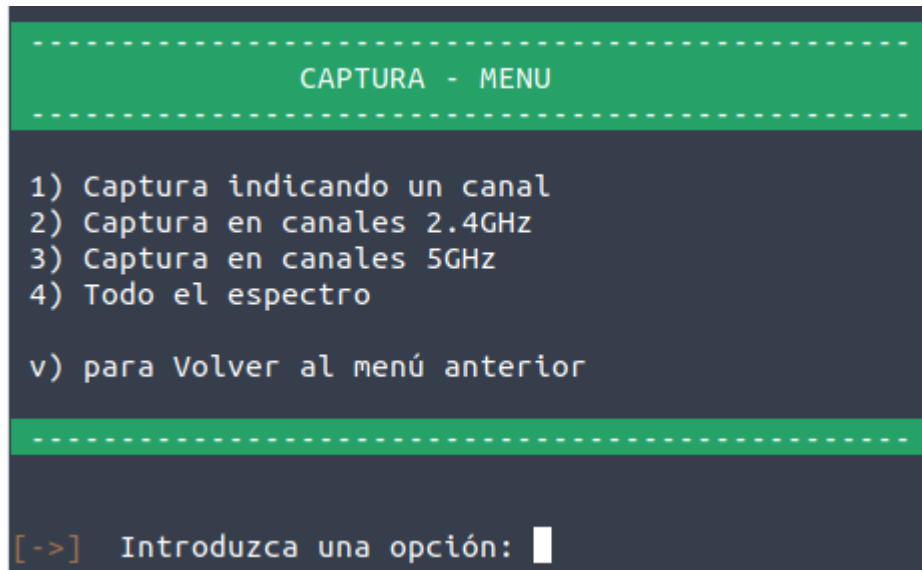 -------------------------------------------------
CAPTURA - MENU
-------------------------------------------------
1) Captura indicando un canal
2) Captura en canales 2.4GHz
3) Captura en canales 5GHz
4) Todo el espectro
v) para Volver al menú anterior
-------------------------------------------------
[->] Introduzca una opción: